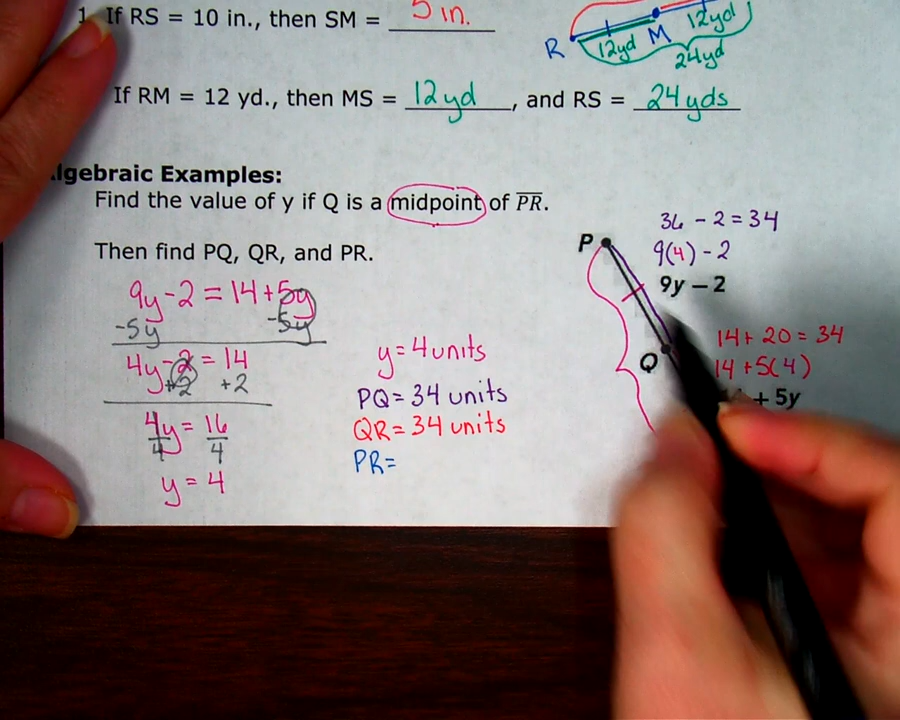 1. If RS = 10 in., then SM = 5 in.
R 12yd M 12yd
24yd
If RM = 12 yd., then MS = 12yd, and RS = 24yds
lgebraic Examples:
Find the value of y if Q is a midpoint of PR.
Then find PQ, QR, and PR.
9y-2 = 14+5y
-5y -5y
4y-2 = 14
+2 +2
4y = 16
4 4
y = 4
y = 4 units
PQ = 34 units
QR = 34 units
PR =
36 - 2 = 34
P 9(4) - 2
9y – 2
14 + 20 = 34
Q 14 + 5(4)
+ 5y